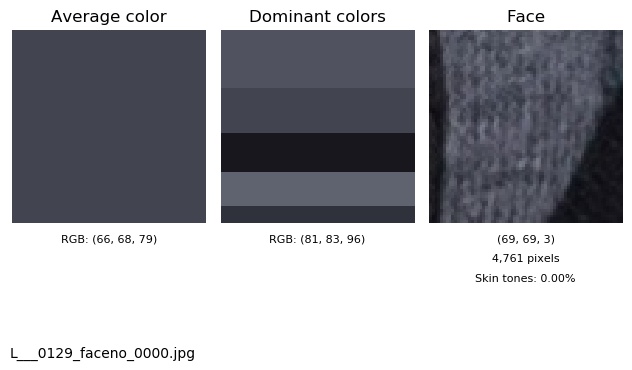 Average color
Dominant colors
Face
RGB: (66, 68, 79)
RGB: (81, 83, 96)
(69, 69, 3)
4,761 pixels
Skin tones: 0.00%
L___0129_faceno_0000.jpg